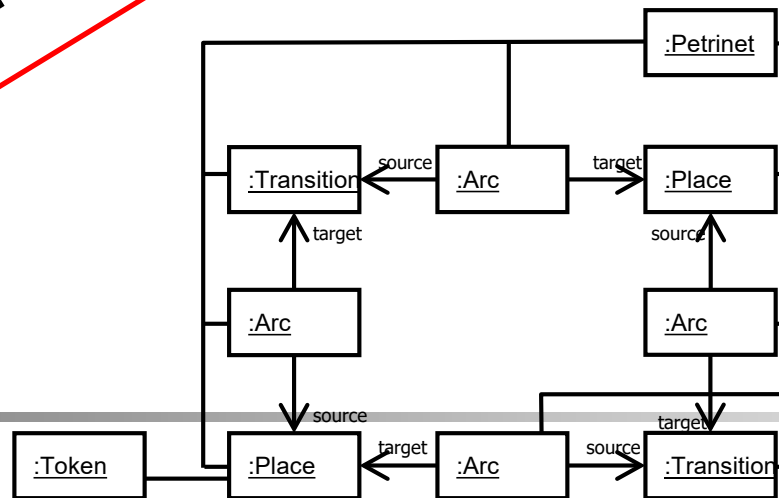 :Petrinet
source
target
:Transition
:Arc
:Place
target
source
:Arc
:Arc
source
target
target
source
:Token
:Place
:Arc
:Transition